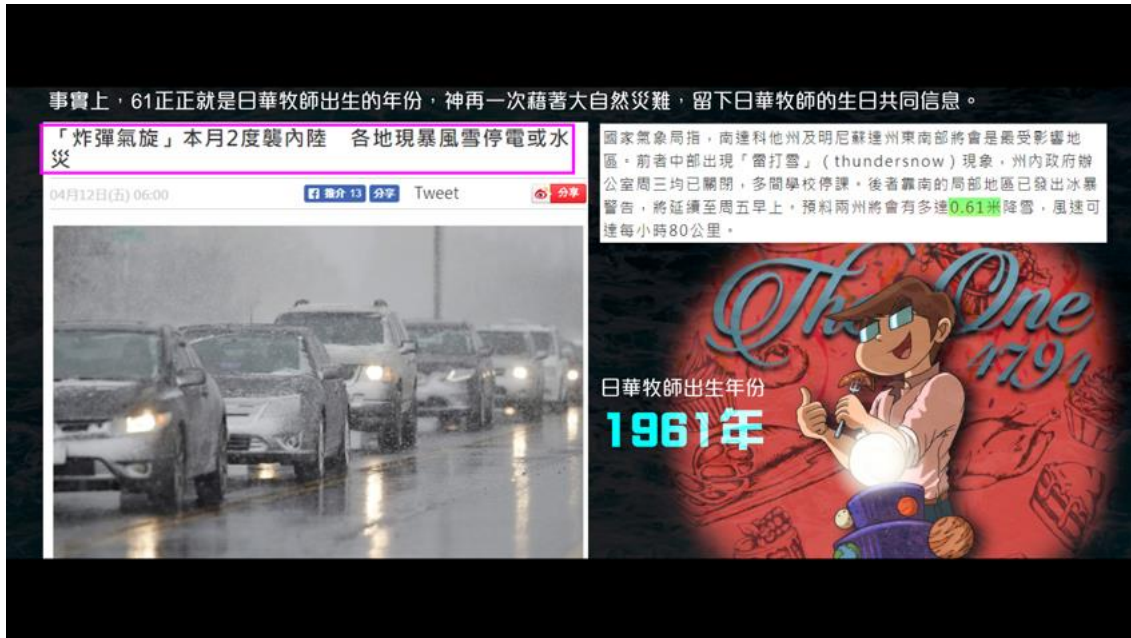 事實上，61正正就是日華牧師出生的年份，神再一次藉著大自然災難，留下日華牧師的生日共同信息。
「炸彈氣旋」本月2度襲內陸　各地現暴風雪停電或水
災
04月12日(五) 06:00
推介 13 分享 Tweet 分享
國家氣象局指，南達科他州及明尼蘇達州東南部將會是最受影響地
區。前者中部出現「雷打雪」（thundersnow）現象，州內政府辦
公室周三均已關閉，多間學校停課。後者靠南的局部地區已發出冰暴
警告，將延續至周五早上。預料兩州將會有多達0.61米降雪，風速可
達每小時80公里。
The One
4794
日華牧師出生年份
1961年